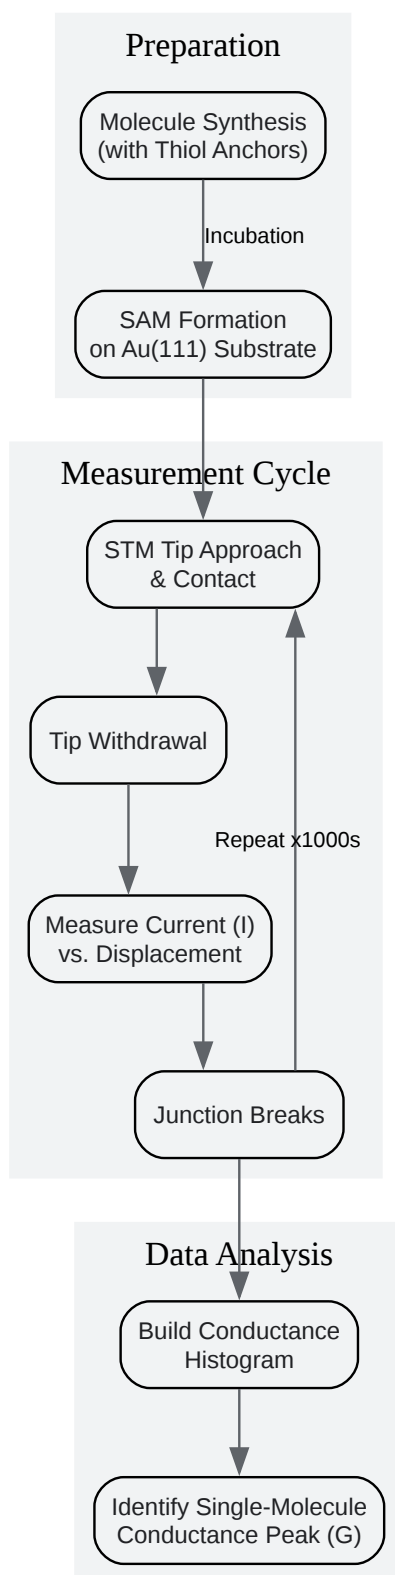 Preparation
Molecule Synthesis
(with Thiol Anchors)
Incubation
SAM Formation
on Au(111) Substrate
Measurement Cycle
STM Tip Approach
& Contact
Tip Withdrawal
Repeat x1000s
Measure Current (I)
vs. Displacement
Junction Breaks
Data Analysis
Build Conductance
Histogram
Identify Single-Molecule
Conductance Peak (G)